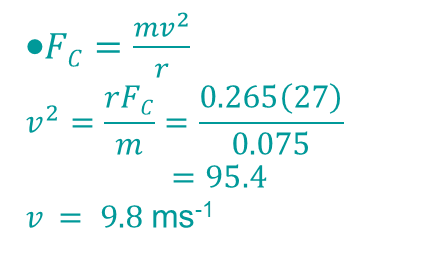 ●F_C = mv²/r
v² = rF_C/m = 0.265(27)/0.075
= 95.4
v = 9.8 ms⁻¹